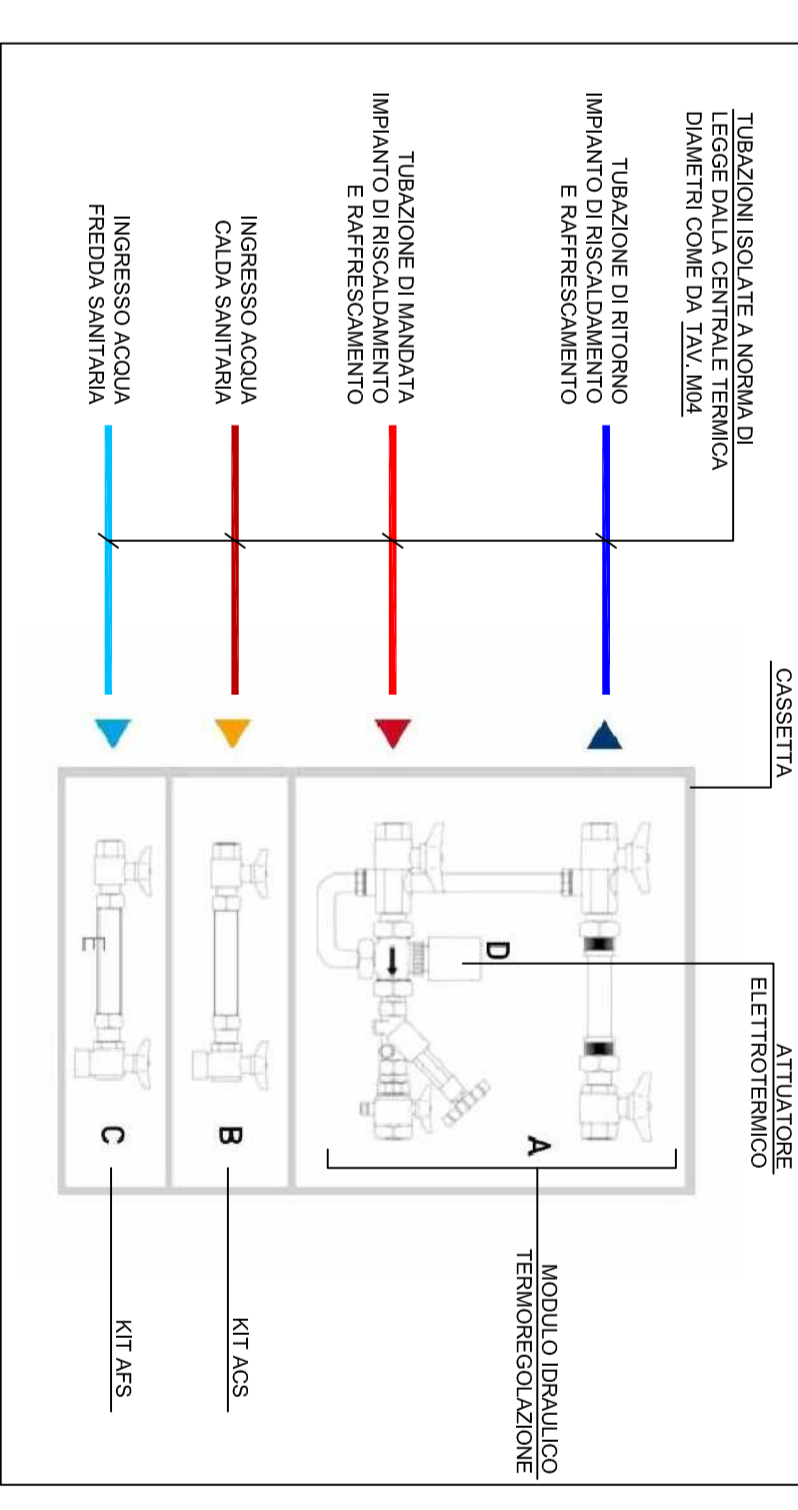 TUBAZIONI ISOLATE A NORMA DI
LEGGE DALLA CENTRALE TERMICA
DIAMETRI COME DA TAV. M04
CASSETTA
ATTUATORE
ELETTROTERMICO
TUBAZIONE DI RITORNO
IMPIANTO DI RISCALDAMENTO
E RAFFRESCAMENTO
TUBAZIONE DI MANDATA
IMPIANTO DI RISCALDAMENTO
E RAFFRESCAMENTO
INGRESSO ACQUA
CALDA SANITARIA
INGRESSO ACQUA
FREDDA SANITARIA
D
A
B
E
C
MODULO IDRAULICO
TERMOREGOLAZIONE
KIT ACS
KIT AFS